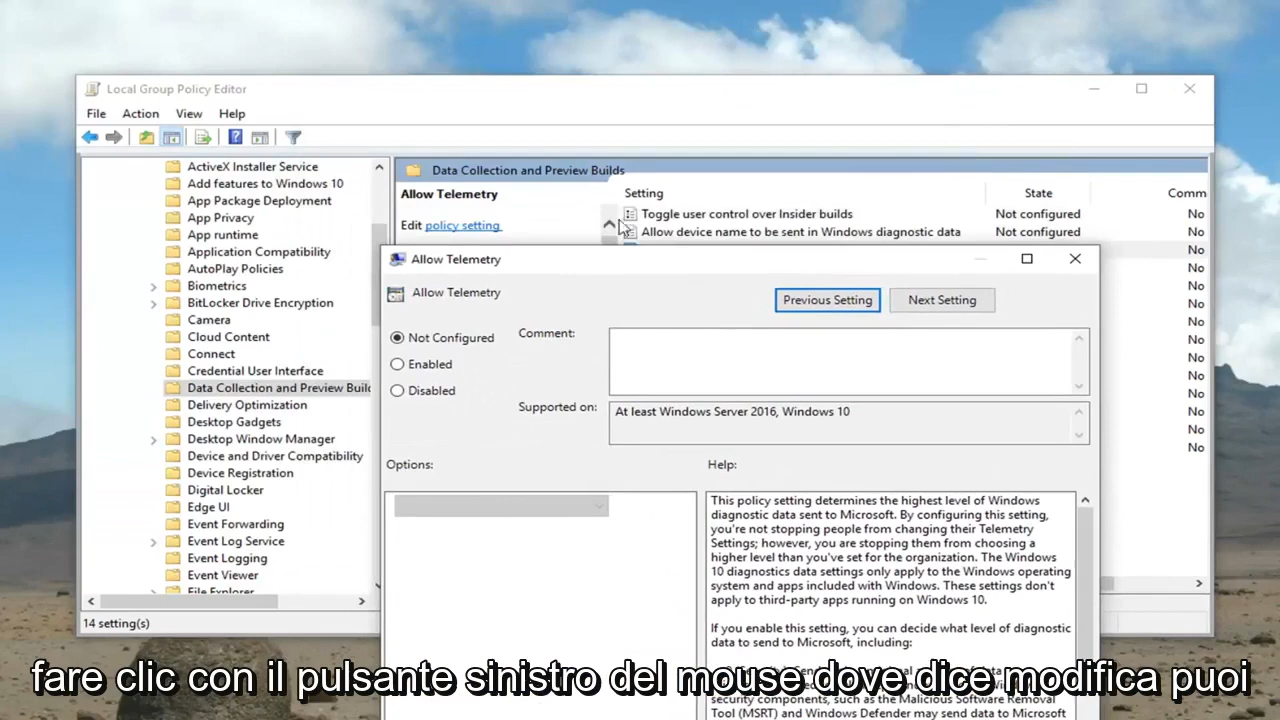 Local Group Policy Editor
File Action View Help
ActiveX Installer Service
Add features to Windows 10
App Package Deployment
App Privacy
App runtime
Application Compatibility
AutoPlay Policies
Biometrics
BitLocker Drive Encryption
Camera
Cloud Content
Connect
Credential User Interface
Data Collection and Preview Builds
Delivery Optimization
Desktop Gadgets
Desktop Window Manager
Device and Driver Compatibility
Device Registration
Digital Locker
Edge UI
Event Forwarding
Event Log Service
Event Logging
Event Viewer
File Explorer
14 setting(s)
Data Collection and Preview Builds
Allow Telemetry
Edit policy setting
Setting State Comm
Toggle user control over Insider builds Not configured No
Allow device name to be sent in Windows diagnostic data Not configured No
No
No
No
No
No
No
No
No
No
No
No
No
Allow Telemetry
Allow Telemetry
Previous Setting Next Setting
Not Configured
Enabled
Disabled
Comment:
Supported on:
At least Windows Server 2016, Windows 10
Options:
Help:
This policy setting determines the highest level of Windows
diagnostic data sent to Microsoft. By configuring this setting,
you're not stopping people from changing their Telemetry
Settings; however, you are stopping them from choosing a
higher level than you've set for the organization. The Windows
10 diagnostics data settings only apply to the Windows operating
system and apps included with Windows. These settings don't
apply to third-party apps running on Windows 10.
If you enable this setting, you can decide what level of diagnostic
data to send to Microsoft, including:
security components, such as the Malicious Software Removal
Tool (MSRT) and Windows Defender may send data to Microsoft
fare clic con il pulsante sinistro del mouse dove dice modifica puoi